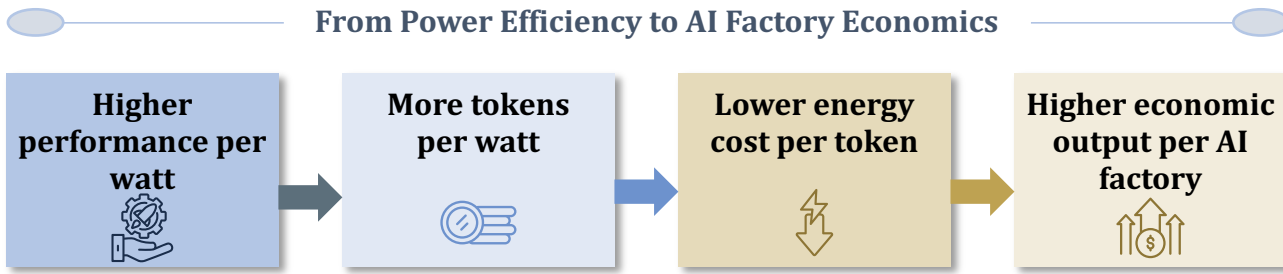 From Power Efficiency to AI Factory Economics
Higher
performance per
watt
More tokens
per watt
Lower energy
cost per token
Higher economic
output per AI
factory
$